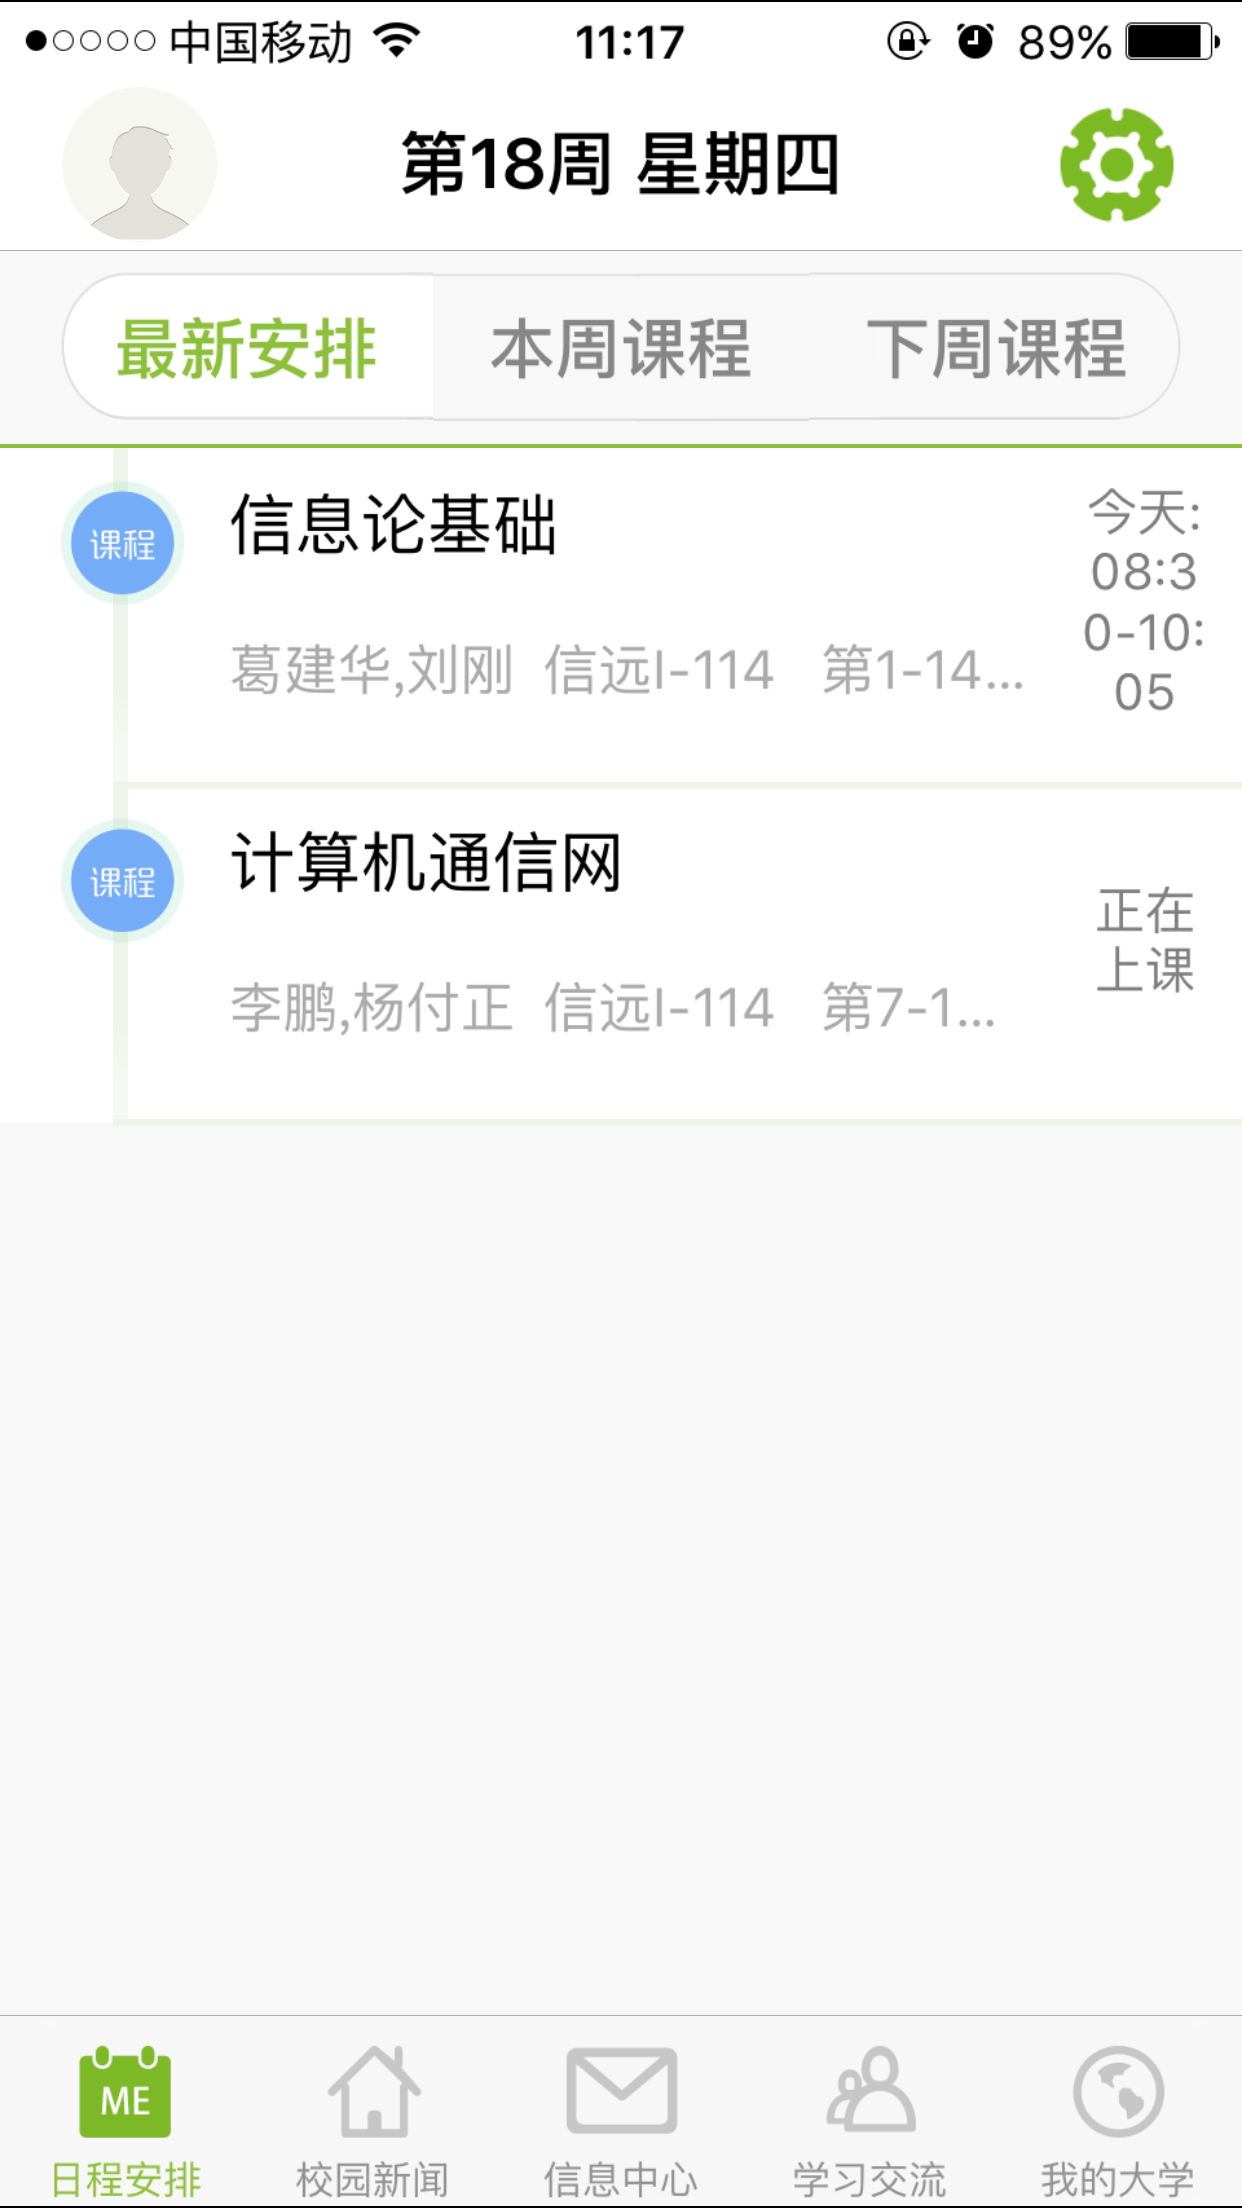 中国移动 11:17 89%
第18周 星期四
最新安排 本周课程 下周课程
课程
信息论基础
葛建华,刘刚 信远I-114 第1-14...
今天:
08:3
0-10:
05
课程
计算机通信网
李鹏,杨付正 信远I-114 第7-1...
正在
上课
ME
日程安排 校园新闻 信息中心 学习交流 我的大学